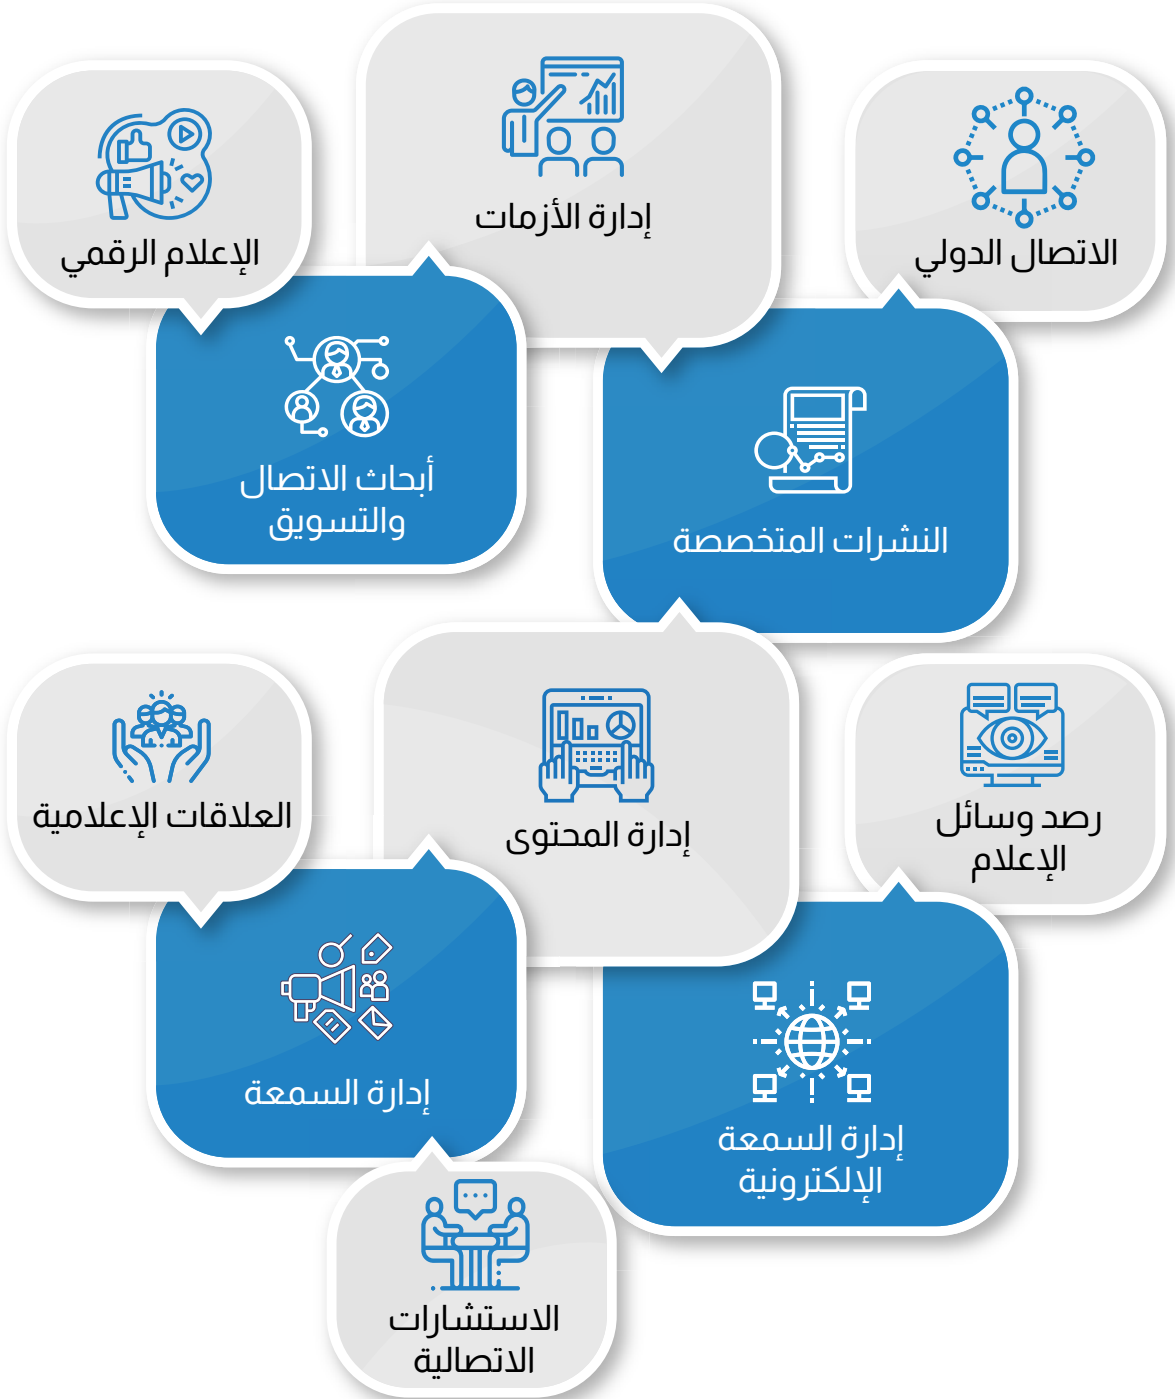 الاتصال الدولي
إدارة الأزمات
الإعلام الرقمي
النشرات المتخصصة
أبحاث الاتصال
والتسويق
رصد وسائل
الإعلام
إدارة المحتوى
العلاقات الإعلامية
إدارة السمعة
الإلكترونية
إدارة السمعة
الاستشارات
الاتصالية